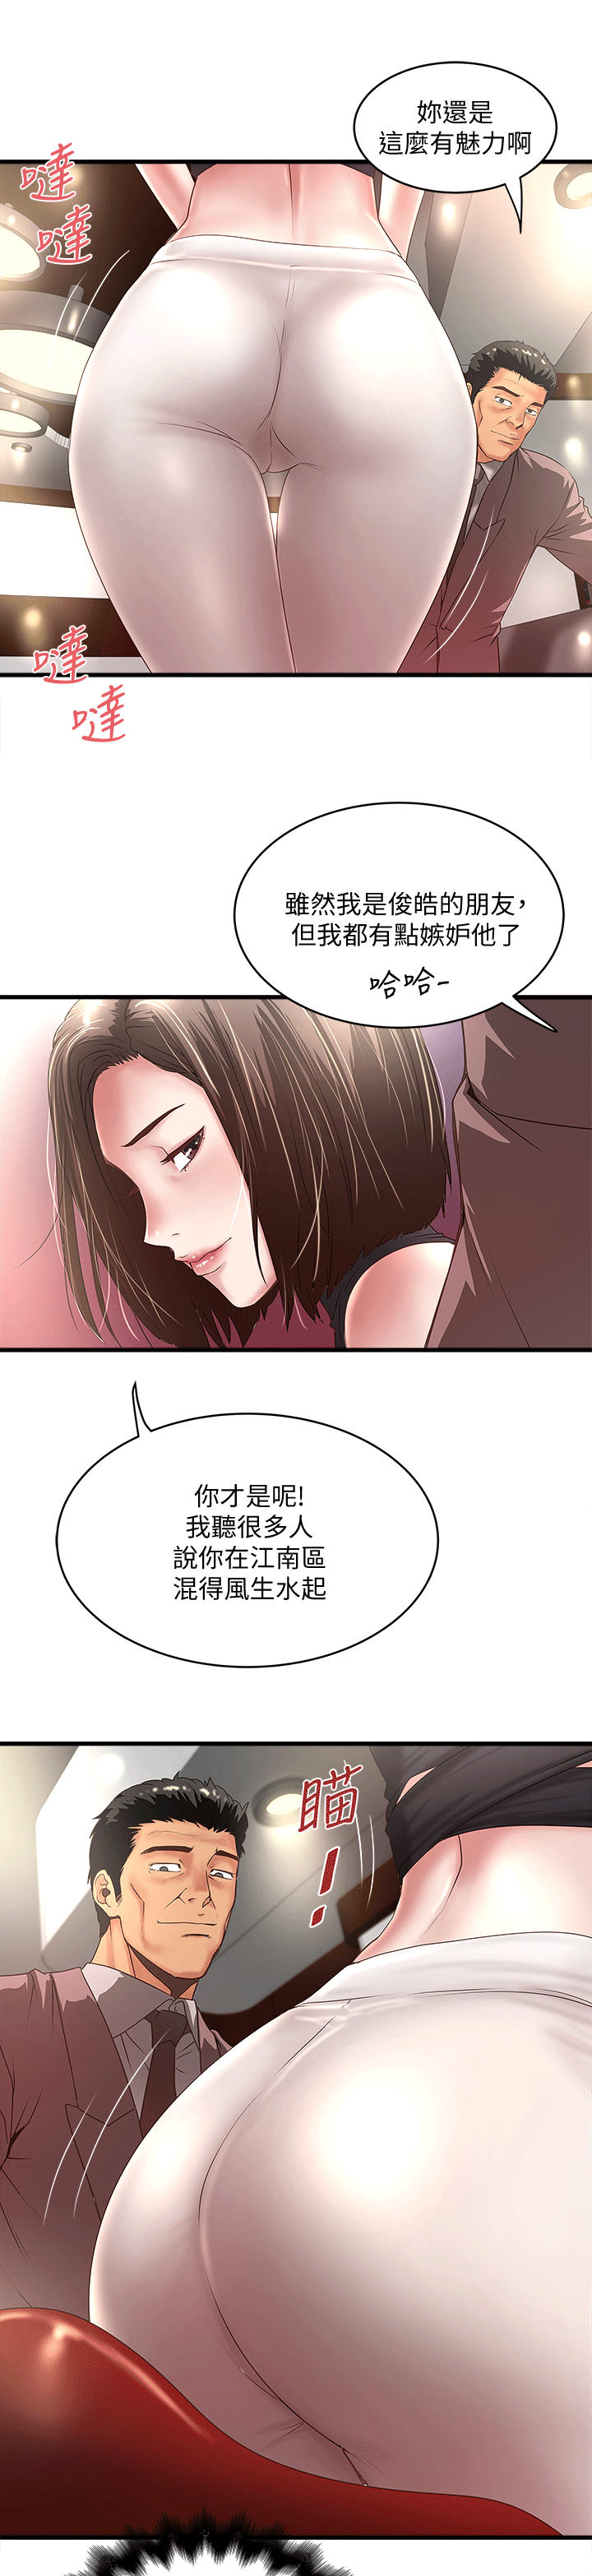 妳還是
這麼有魅力啊
噠
噠
噠
噠
雖然我是俊皓的朋友，
但我都有點嫉妒他了
哈哈~
你才是呢!
我聽很多人
說你在江南區
混得風生水起
瞄!